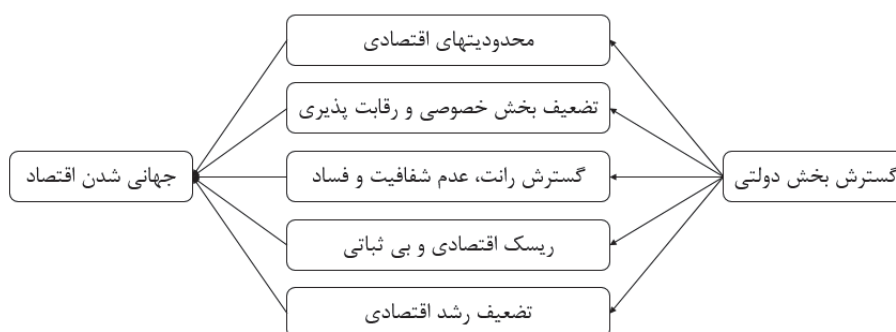 گسترش بخش دولتی
محدودیتهای اقتصادی
تضعیف بخش خصوصی و رقابت پذیری
گسترش رانت، عدم شفافیت و فساد
ریسک اقتصادی و بی ثباتی
تضعیف رشد اقتصادی
جهانی شدن اقتصاد